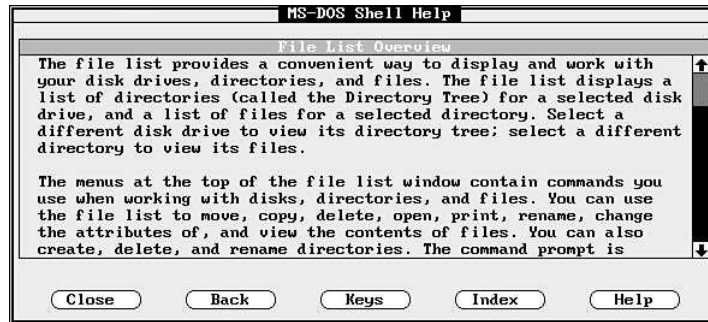 MS-DOS Shell Help
File List Overview
The file list provides a convenient way to display and work with
your disk drives, directories, and files. The file list displays a
list of directories (called the Directory Tree) for a selected disk
drive, and a list of files for a selected directory. Select a
different disk drive to view its directory tree; select a different
directory to view its files.
The menus at the top of the file list window contain commands you
use when working with disks, directories, and files. You can use
the file list to move, copy, delete, open, print, rename, change
the attributes of, and view the contents of files. You can also
create, delete, and rename directories. The command prompt is
Close Back Keys Index Help